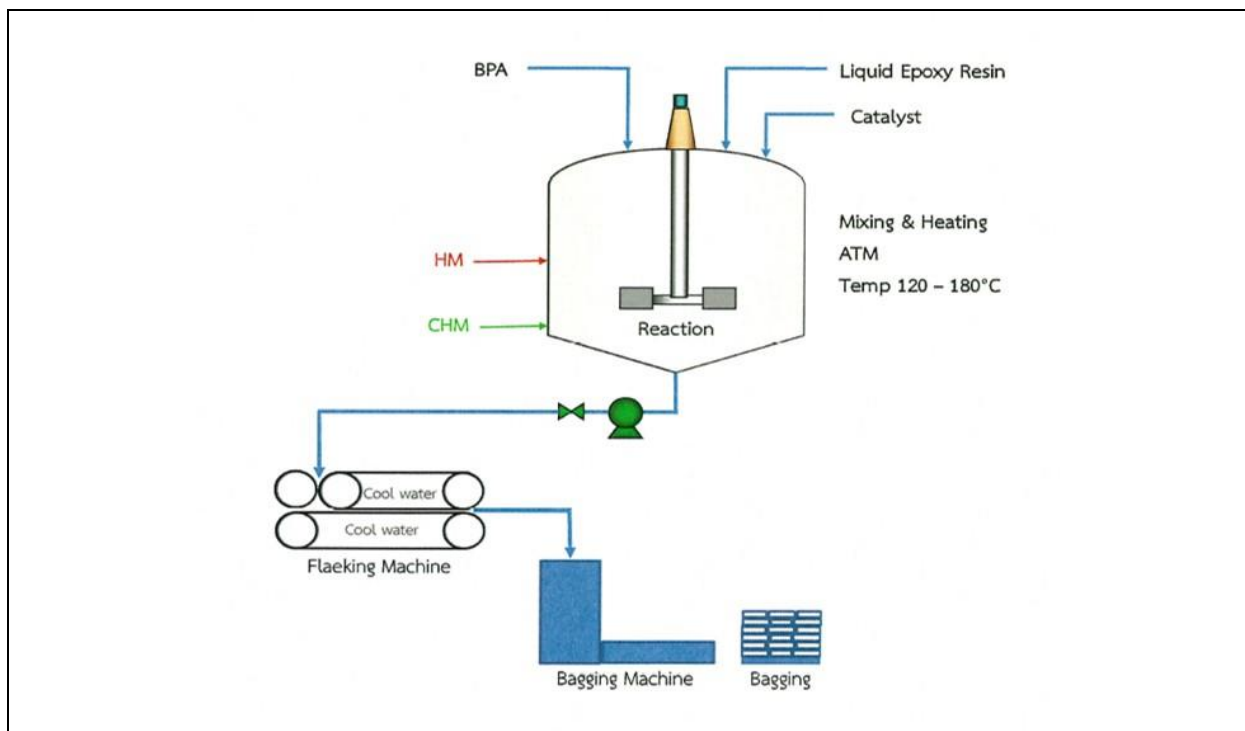 BPA
Liquid Epoxy Resin
Catalyst
Mixing & Heating
ATM
Temp 120 – 180°C
HM
CHM
Reaction
Cool water
Cool water
Flaeking Machine
Bagging Machine
Bagging